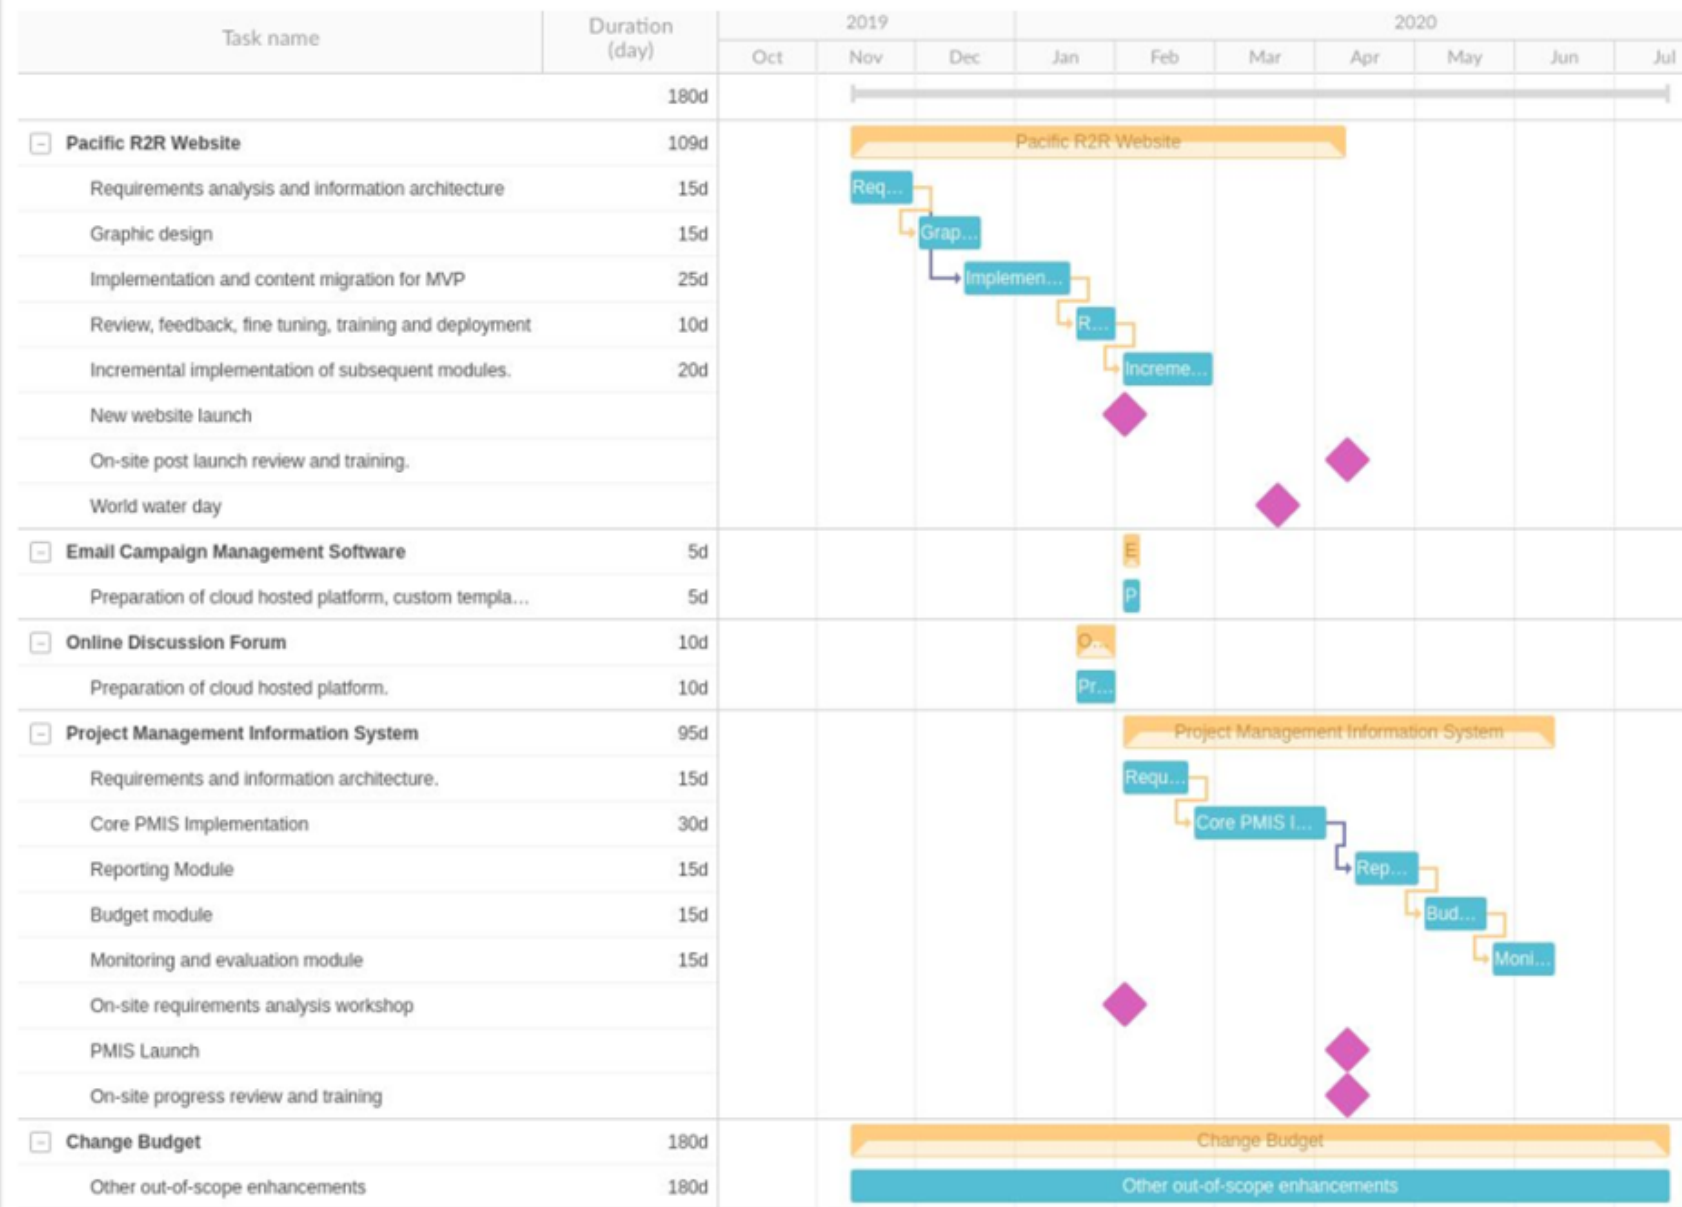 Task name
Duration
(day)
2019
2020
Oct
Nov
Dec
Jan
Feb
Mar
Apr
May
Jun
Jul
180d
Pacific R2R Website
109d
Pacific R2R Website
Requirements analysis and information architecture
15d
Req...
Graphic design
15d
Grap...
Implementation and content migration for MVP
25d
Implemen...
Review, feedback, fine tuning, training and deployment
10d
R...
Incremental implementation of subsequent modules.
20d
Increme...
New website launch
On-site post launch review and training.
World water day
Email Campaign Management Software
5d
E
Preparation of cloud hosted platform, custom templa...
5d
P
Online Discussion Forum
10d
O...
Preparation of cloud hosted platform.
10d
Pr...
Project Management Information System
95d
Project Management Information System
Requirements and information architecture.
15d
Requ...
Core PMIS Implementation
30d
Core PMIS I...
Reporting Module
15d
Rep...
Budget module
15d
Bud...
Monitoring and evaluation module
15d
Moni...
On-site requirements analysis workshop
PMIS Launch
On-site progress review and training
Change Budget
180d
Change Budget
Other out-of-scope enhancements
180d
Other out-of-scope enhancements